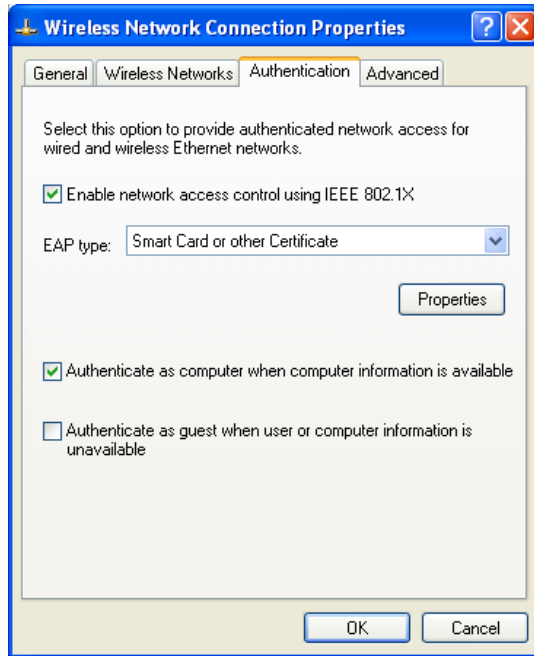 Wireless Network Connection Properties
General Wireless Networks Authentication Advanced
Select this option to provide authenticated network access for
wired and wireless Ethernet networks.
Enable network access control using IEEE 802.1X
EAP type: Smart Card or other Certificate
Properties
Authenticate as computer when computer information is available
Authenticate as guest when user or computer information is
unavailable
OK Cancel